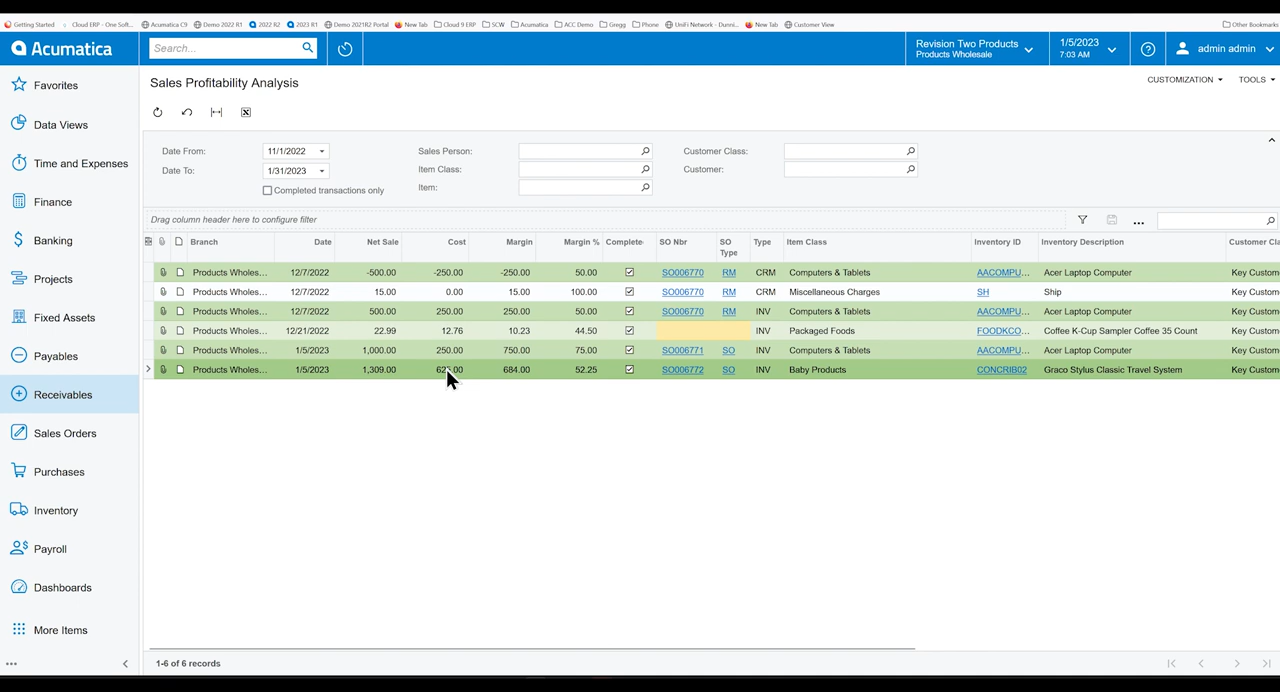 Getting Started Cloud ERP - One Soft... Acumatica C9 Demo 2022 R1 2022 R2 2023 R1 Demo 2021R2 Portal New Tab Cloud 9 ERP SCW Acumatica ACC Demo Gregg Phone UniFi Network - Dunni... New Tab Customer View Other Bookmarks
Acumatica Search... Revision Two Products Products Wholesale 1/5/2023 7:03 AM admin admin
Favorites
Data Views
Time and Expenses
Finance
Banking
Projects
Fixed Assets
Payables
Receivables
Sales Orders
Purchases
Inventory
Payroll
Dashboards
More Items
Sales Profitability Analysis CUSTOMIZATION TOOLS
Date From: 11/1/2022 Sales Person: Customer Class:
Date To: 1/31/2023 Item Class: Customer:
Completed transactions only Item:
Drag column header here to configure filter
Branch Date Net Sale Cost Margin Margin % Complete SO Nbr SO Type Type Item Class Inventory ID Inventory Description Customer Cla
Products Wholes... 12/7/2022 -500.00 -250.00 -250.00 50.00 SO006770 RM CRM Computers & Tablets AACOMPU... Acer Laptop Computer Key Custom
Products Wholes... 12/7/2022 15.00 0.00 15.00 100.00 SO006770 RM CRM Miscellaneous Charges SH Ship Key Custom
Products Wholes... 12/7/2022 500.00 250.00 250.00 50.00 SO006770 RM INV Computers & Tablets AACOMPU... Acer Laptop Computer Key Custom
Products Wholes... 12/21/2022 22.99 12.76 10.23 44.50 INV Packaged Foods FOODKCO... Coffee K-Cup Sampler Coffee 35 Count Key Custom
Products Wholes... 1/5/2023 1,000.00 250.00 750.00 75.00 SO006771 SO INV Computers & Tablets AACOMPU... Acer Laptop Computer Key Custom
Products Wholes... 1/5/2023 1,309.00 684.00 52.25 SO006772 SO INV Baby Products CONCRIB02 Graco Stylus Classic Travel System Key Custom
1-6 of 6 records